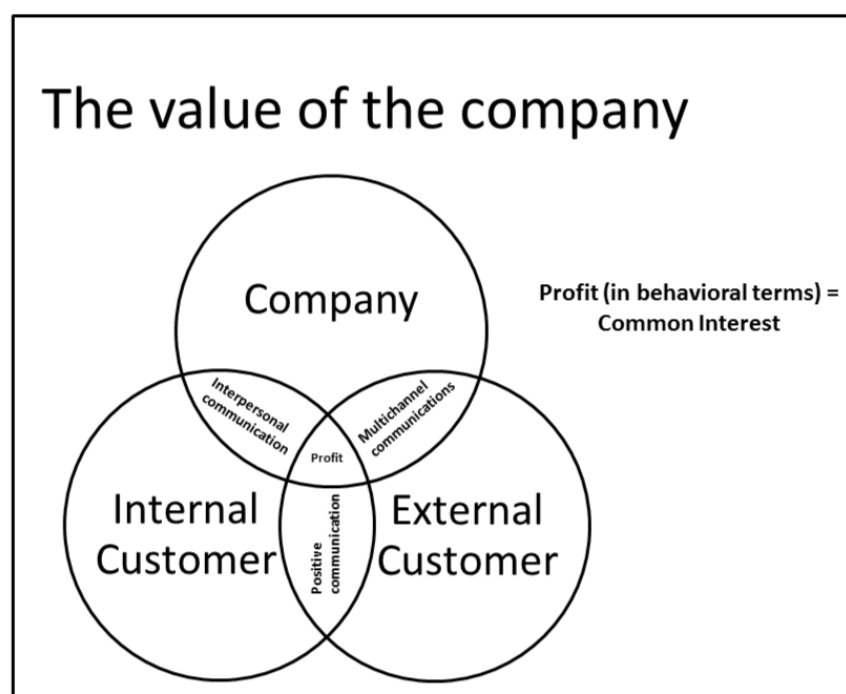 The value of the company
Company
Profit (in behavioral terms) =
Common Interest
Interpersonal
communication
Multichannel
communications
Profit
Internal
Customer
Positive
communication
External
Customer